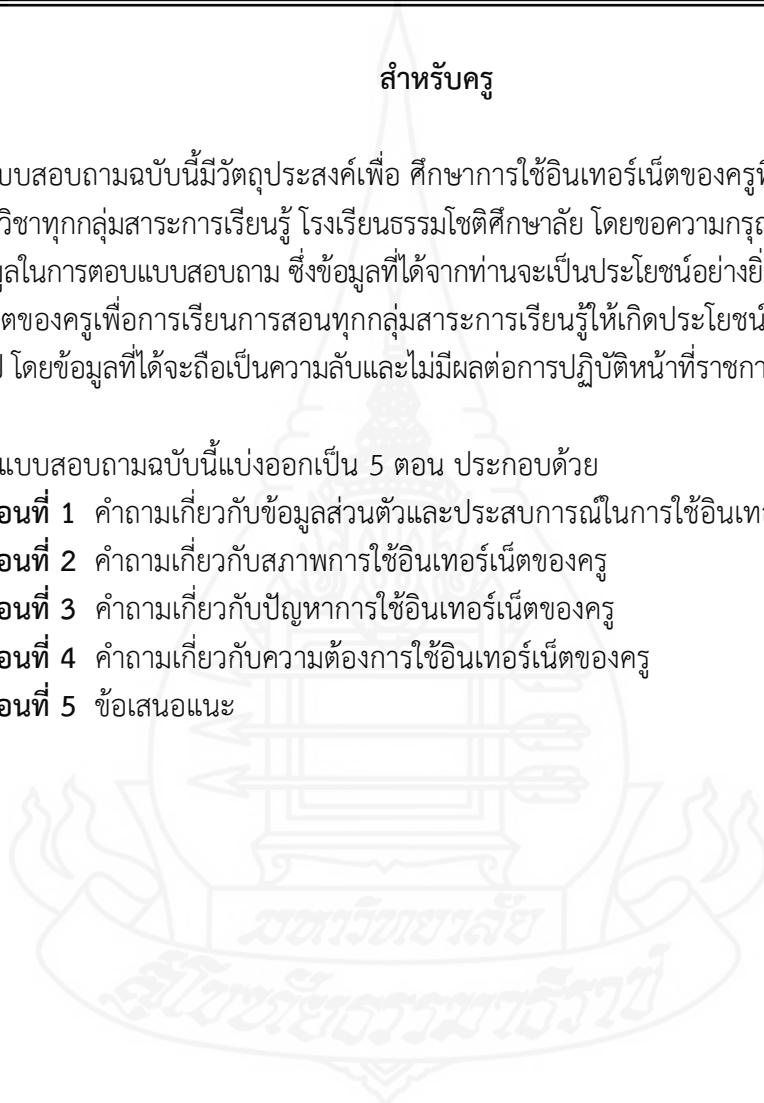 สำหรับครู
บบสอบถามฉบับนี้มีวัตถุประสงค์เพื่อ ศึกษาการใช้อินเทอร์เน็ตของครู
วิชาทุกกลุ่มสาระการเรียนรู้ โรงเรียนธรรมโชติศึกษาลัย โดยขอความกรุณ
ูลในการตอบแบบสอบถาม ซึ่งข้อมูลที่ได้จากท่านจะเป็นประโยชน์อย่างยิ่
ตของครูเพื่อการเรียนการสอนทุกกลุ่มสาระการเรียนรู้ให้เกิดประโยชน์
โดยข้อมูลที่ได้จะถือเป็นความลับและไม่มีผลต่อการปฏิบัติหน้าที่ราชกา
แบบสอบถามฉบับนี้แบ่งออกเป็น 5 ตอน ประกอบด้วย
อนที่ 1 คำถามเกี่ยวกับข้อมูลส่วนตัวและประสบการณ์ในการใช้อินเทอ
อนที่ 2 คำถามเกี่ยวกับสภาพการใช้อินเทอร์เน็ตของครู
อนที่ 3 คำถามเกี่ยวกับปัญหาการใช้อินเทอร์เน็ตของครู
อนที่ 4 คำถามเกี่ยวกับความต้องการใช้อินเทอร์เน็ตของครู
อนที่ 5 ข้อเสนอแนะ
มหาวิทยาลัย
สุโขทัยธรรมาธิราช